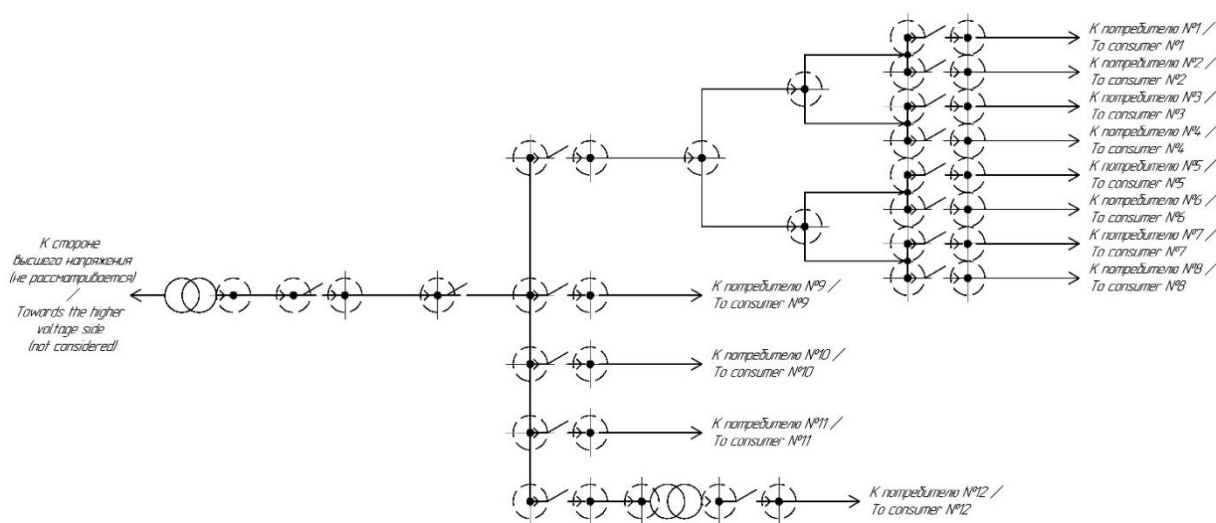 К потребителю №1 /
To consumer №1
К потребителю №2 /
To consumer №2
К потребителю №3 /
To consumer №3
К потребителю №4 /
To consumer №4
К потребителю №5 /
To consumer №5
К потребителю №6 /
To consumer №6
К потребителю №7 /
To consumer №7
К потребителю №8 /
To consumer №8
К стороне
высшего напряжения
(не рассматривается)
/
Towards the higher
voltage side
(not considered)
К потребителю №9 /
To consumer №9
К потребителю №10 /
To consumer №10
К потребителю №11 /
To consumer №11
К потребителю №12 /
To consumer №12